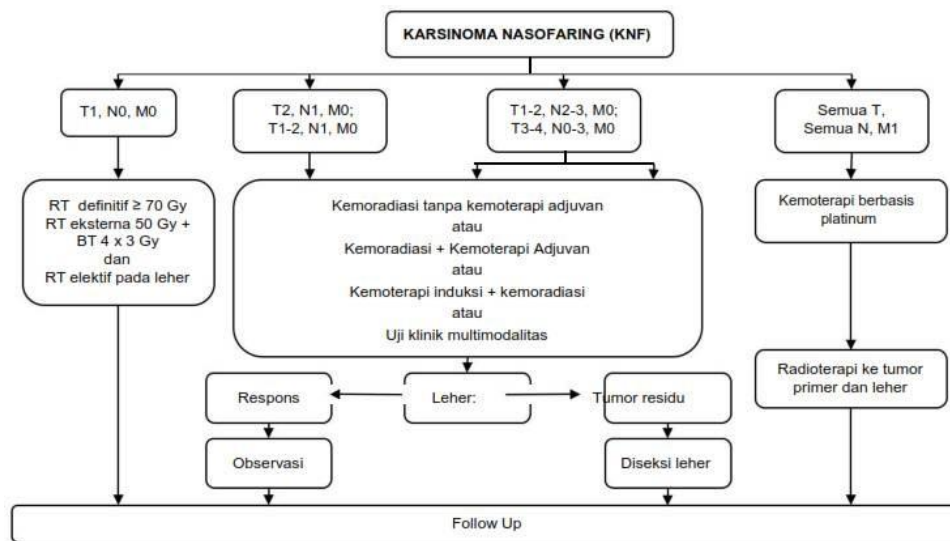 KARSINOMA NASOFARING (KNF)
T1, N0, M0
T2, N1, M0;
T1-2, N1, M0
T1-2, N2-3, M0;
T3-4, N0-3, M0
Semua T,
Semua N, M1
RT definitif ≥ 70 Gy
RT eksterna 50 Gy +
BT 4 x 3 Gy
dan
RT elektif pada leher
Kemoradiasi tanpa kemoterapi adjuvan
atau
Kemoradiasi + Kemoterapi Adjuvan
atau
Kemoterapi induksi + kemoradiasi
atau
Uji klinik multimodalitas
Kemoterapi berbasis
platinum
Radioterapi ke tumor
primer dan leher
Respons
Leher:
Tumor residu
Observasi
Diseksi leher
Follow Up